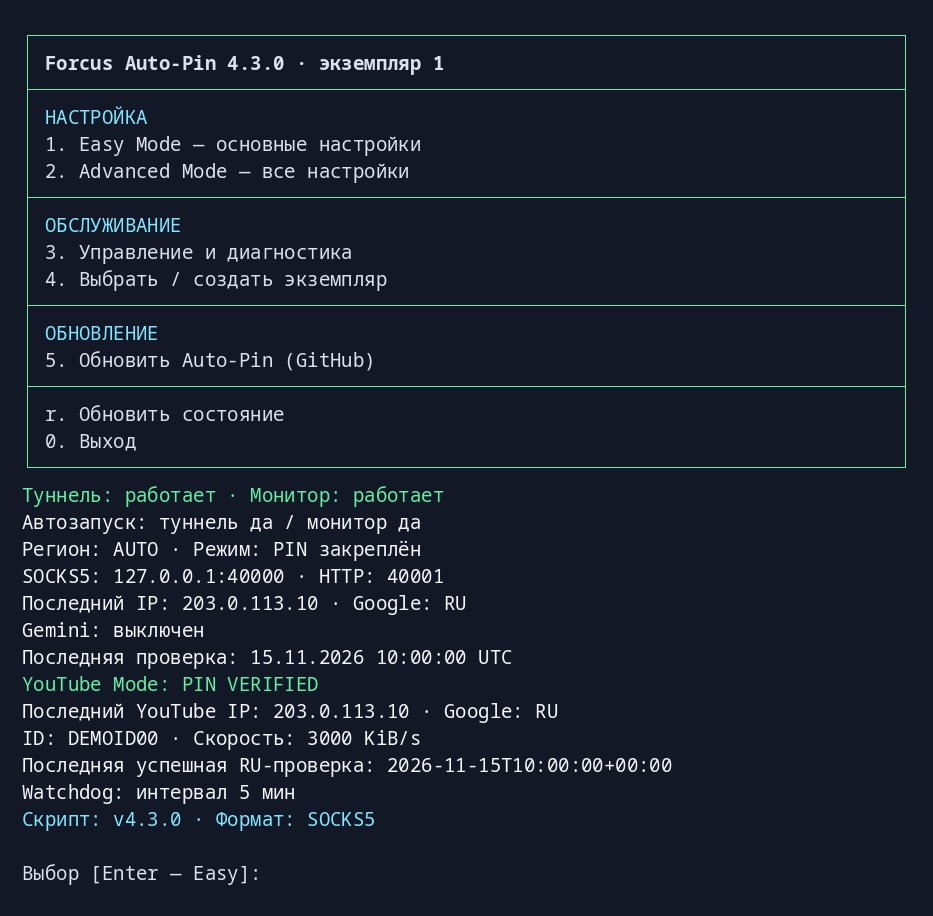 Forcus Auto-Pin 4.3.0 · экземпляр 1
НАСТРОЙКА
1. Easy Mode — основные настройки
2. Advanced Mode — все настройки
ОБСЛУЖИВАНИЕ
3. Управление и диагностика
4. Выбрать / создать экземпляр
ОБНОВЛЕНИЕ
5. Обновить Auto-Pin (GitHub)
r. Обновить состояние
0. Выход
Туннель: работает · Монитор: работает
Автозапуск: туннель да / монитор да
Регион: AUTO · Режим: PIN закреплён
SOCKS5: 127.0.0.1:40000 · HTTP: 40001
Последний IP: 203.0.113.10 · Google: RU
Gemini: выключен
Последняя проверка: 15.11.2026 10:00:00 UTC
YouTube Mode: PIN VERIFIED
Последний YouTube IP: 203.0.113.10 · Google: RU
ID: DEMOID00 · Скорость: 3000 KiB/s
Последняя успешная RU-проверка: 2026-11-15T10:00:00+00:00
Watchdog: интервал 5 мин
Скрипт: v4.3.0 · Формат: SOCKS5
Выбор [Enter — Easy]: